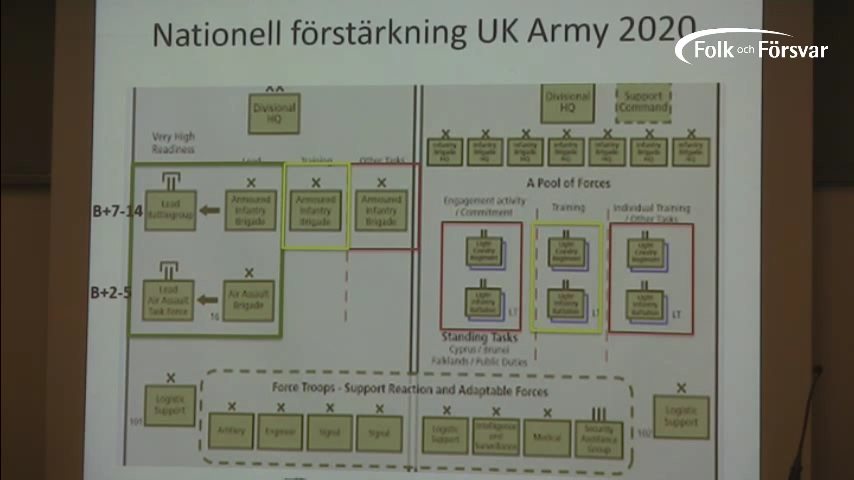 Nationell förstärkning UK Army 2020
Folk och Försvar
Divisional
HQ
Divisional
HQ
Support
(Command)
Very High
Readiness
Training
Other Tasks
Infantry
Brigade
HQ
Infantry
Brigade
HQ
Infantry
Brigade
HQ
Infantry
Brigade
HQ
Infantry
Brigade
HQ
Infantry
Brigade
HQ
Infantry
Brigade
HQ
A Pool of Forces
B+7-14
Lead
Battlegroup
Armoured
Infantry
Brigade
Armoured
Infantry
Brigade
Armoured
Infantry
Brigade
Engagement activity
/ Commitment
Training
Individual Training
/ Other Tasks
Light
Cavalry
Regiment
Light
Cavalry
Regiment
Light
Cavalry
Regiment
B+2-5
Lead
Air Assault
Task Force
16
Air Assault
Brigade
Light
Infantry
Battalion
LT
Light
Infantry
Battalion
LT
Light
Infantry
Battalion
LT
Standing Tasks
Cyprus / Brunei
Falklands / Public Duties
Force Troops - Support Reaction and Adaptable Forces
101
Logistic
Support
Artillery
Engineer
Signal
Signal
Logistic
Support
Intelligence
and
Surveillance
Medical
Security
Assistance
Group
102
Logistic
Support